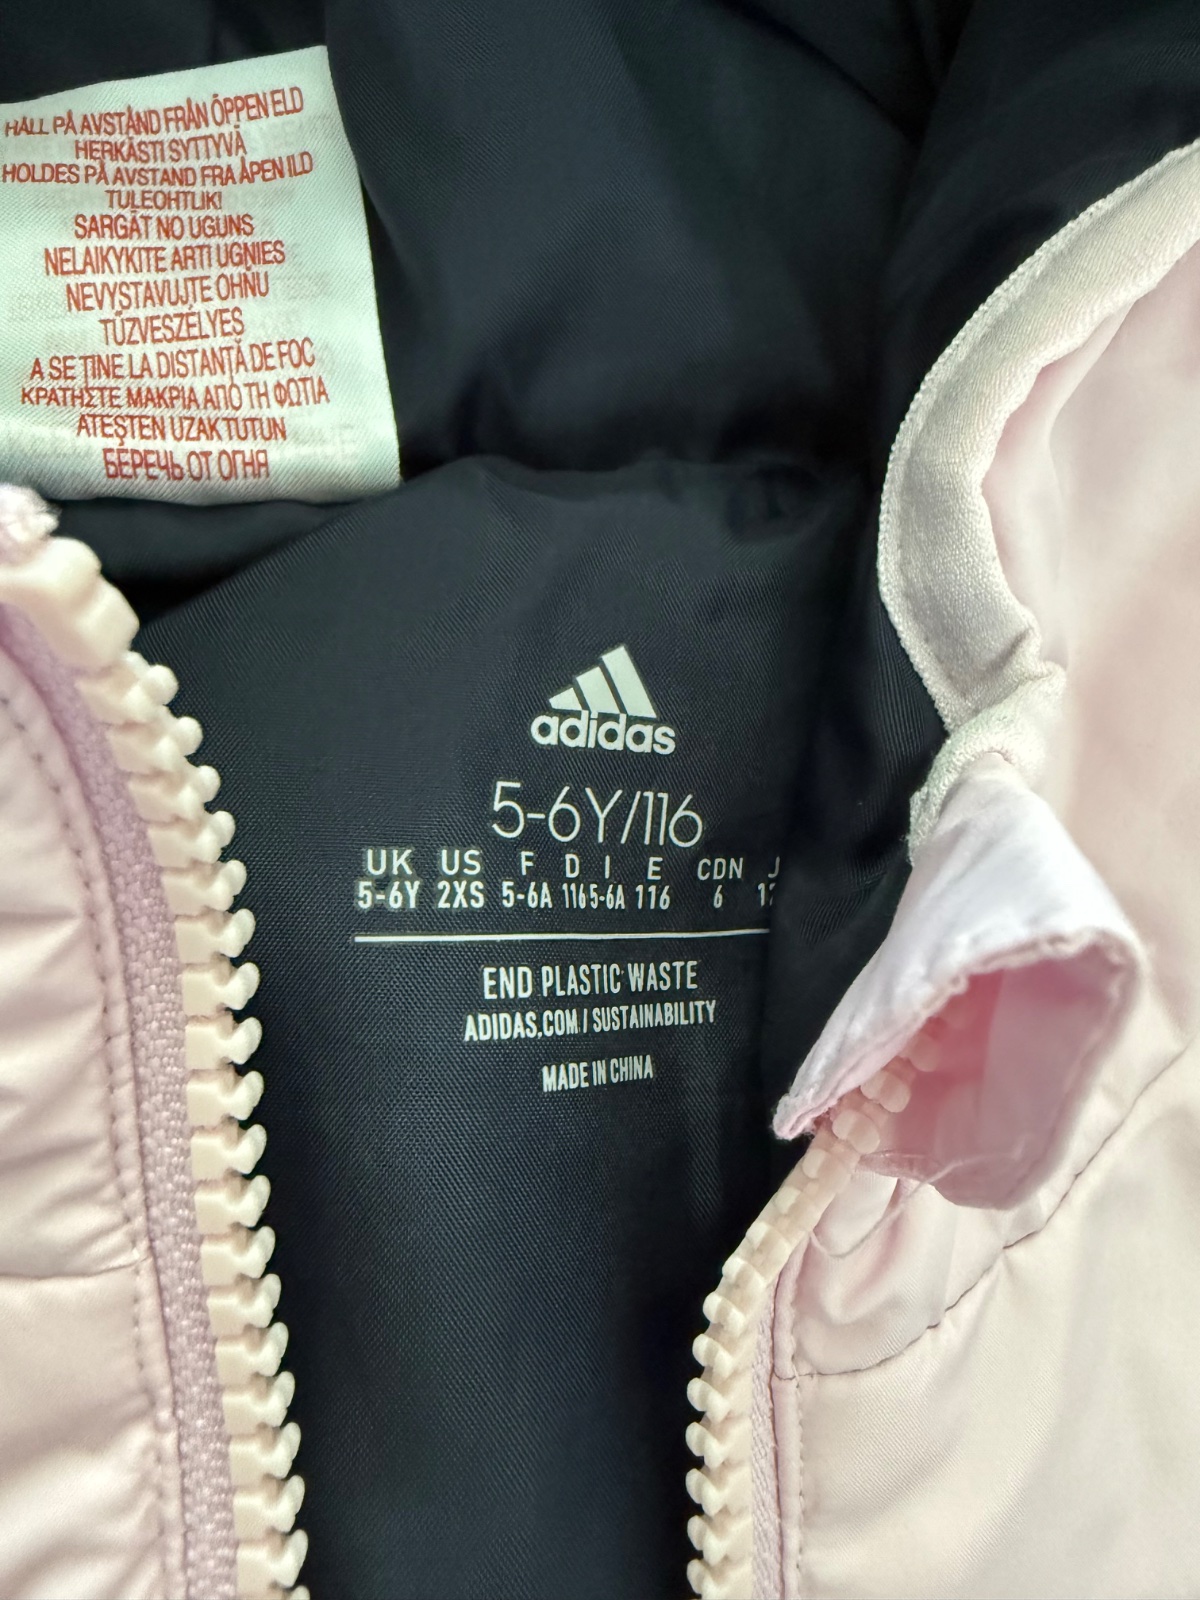 HÅLL PÅ AVSTÅND FRÅN ÖPPEN ELD
HERKÄSTI SYTTYVÄ
HOLDES PÅ AVSTAND FRA ÅPEN ILD
TULEOHTLIK!
SARGĀT NO UGUNS
NELAIKYKITE ARTI UGNIES
NEVYSTAVUJTE OHŇU
TŰZVESZÉLYES
A SE ȚINE LA DISTANȚĂ DE FOC
ΚΡΑΤΗΣΤΕ ΜΑΚΡΙΑ ΑΠΟ ΤΗ ΦΩΤΙΑ
ATEŞTEN UZAK TUTUN
БЕРЕЧЬ ОТ ОГНЯ
adidas
5-6Y/116
UK US F D I E CDN J
5-6Y 2XS 5-6A 116 5-6A 116 6
END PLASTIC WASTE
ADIDAS.COM / SUSTAINABILITY
MADE IN CHINA